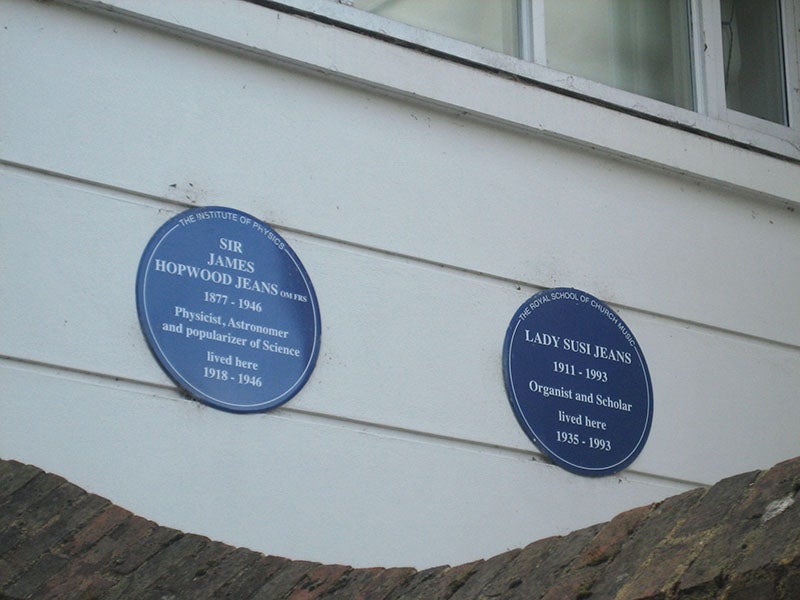 THE INSTITUTE OF PHYSICS
SIR
JAMES
HOPWOOD JEANS OM FRS
1877 - 1946
Physicist, Astronomer
and popularizer of Science
lived here
1918 - 1946
THE ROYAL SCHOOL OF CHURCH MUSIC
LADY SUSI JEANS
1911 - 1993
Organist and Scholar
lived here
1935 - 1993